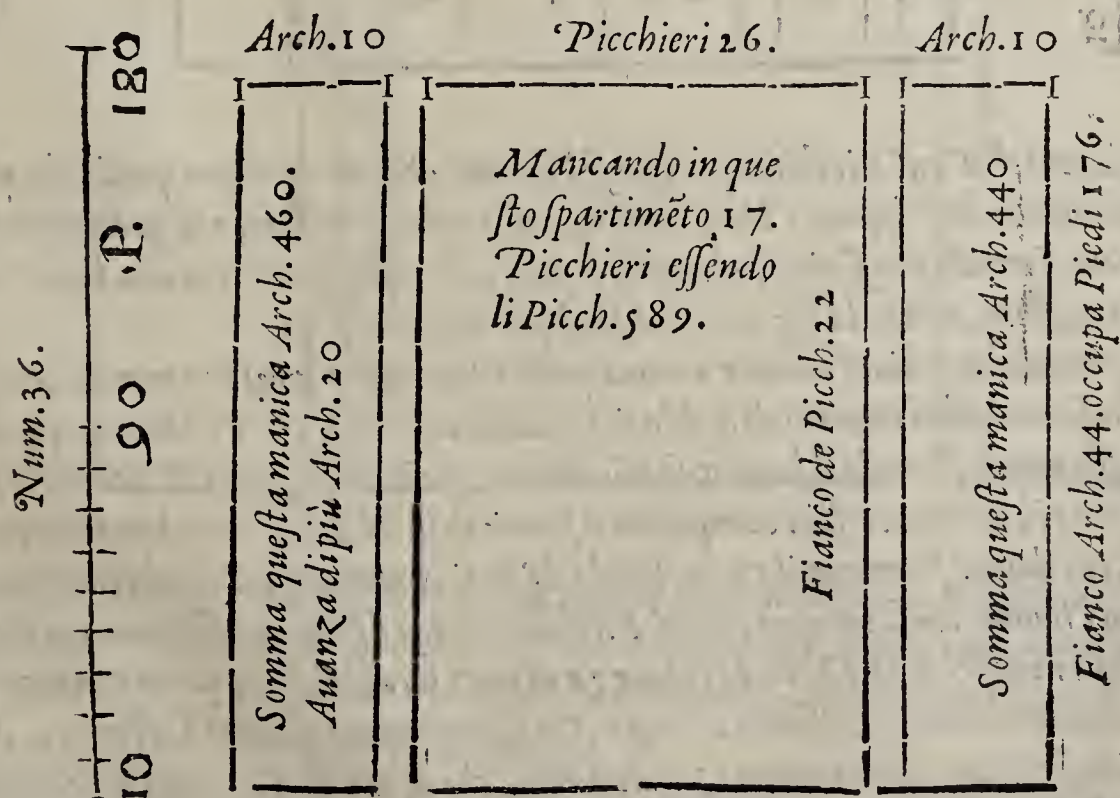 Arch.10
Picchieri 26.
Arch.10
Num.36.
180
.P.
90
10
Somma queſta manica Arch.460.
Auanza di più Arch.20
Mancando in que
ſto ſpartimẽto 17.
Picchieri eſſendo
li Picch.589.
Fianco de Picch.22
Somma queſta manica Arch.440
Fianco Arch.44.occupa Piedi 176.